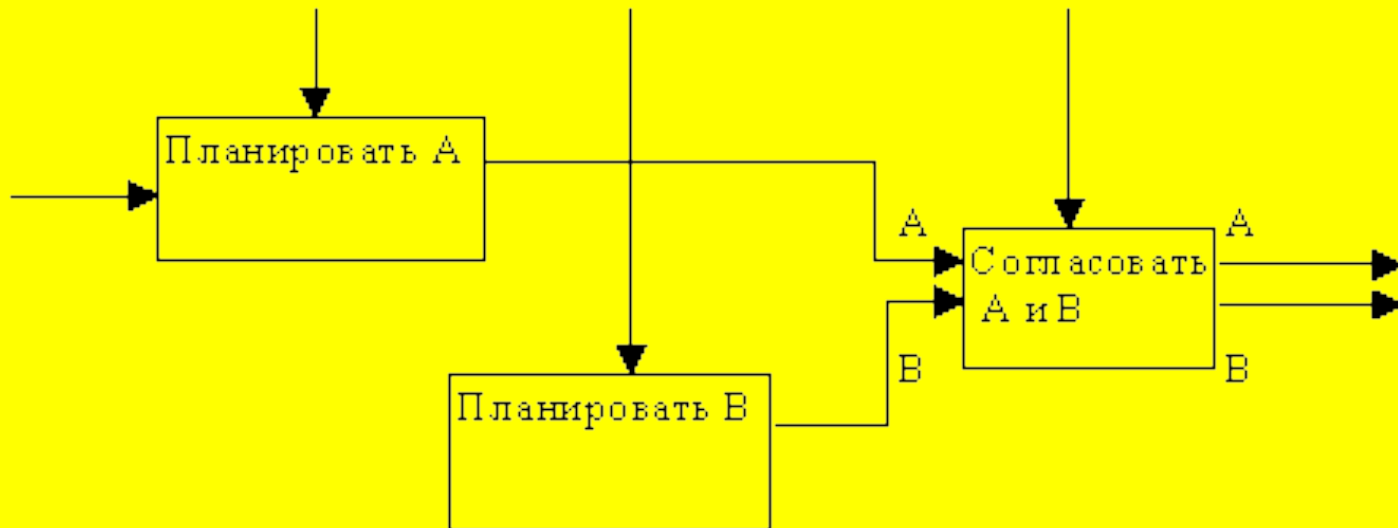 Планировать А
А
А
Согласовать
А и В
В
В
Планировать В